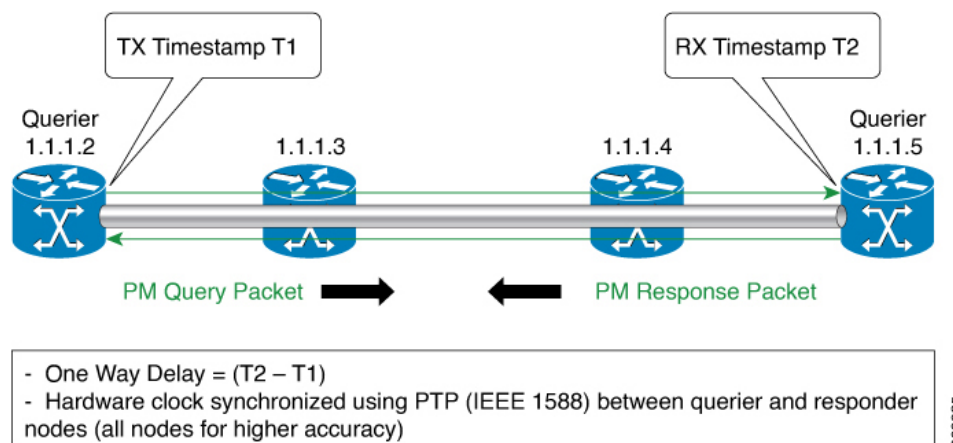 TX Timestamp T1
RX Timestamp T2
Querier
1.1.1.2
1.1.1.3
1.1.1.4
Querier
1.1.1.5
PM Query Packet
PM Response Packet
- One Way Delay = (T2 – T1)
- Hardware clock synchronized using PTP (IEEE 1588) between querier and responder
nodes (all nodes for higher accuracy)